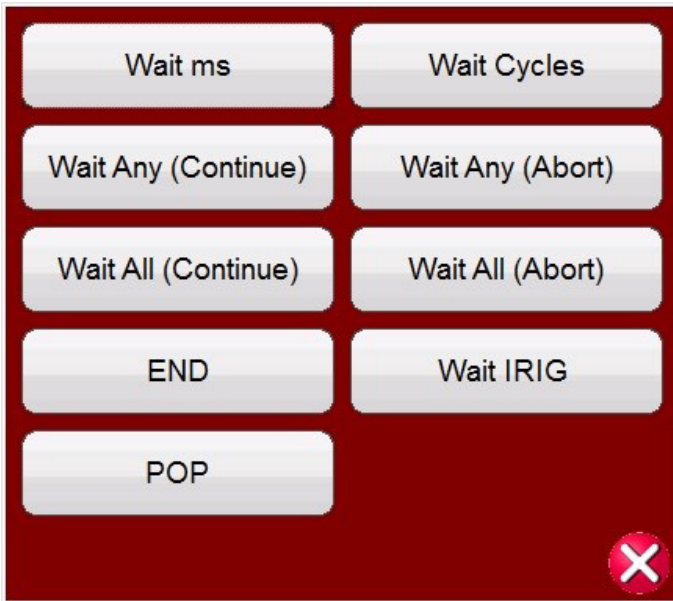 Wait ms
Wait Cycles
Wait Any (Continue)
Wait Any (Abort)
Wait All (Continue)
Wait All (Abort)
END
Wait IRIG
POP